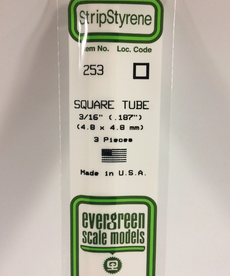 StripStyrene
Item No. Loc. Code
253
SQUARE TUBE
3/16" (.187")
(4.8 x 4.8 mm)
3 Pieces
Made in U.S.A.
evergreen
scale models